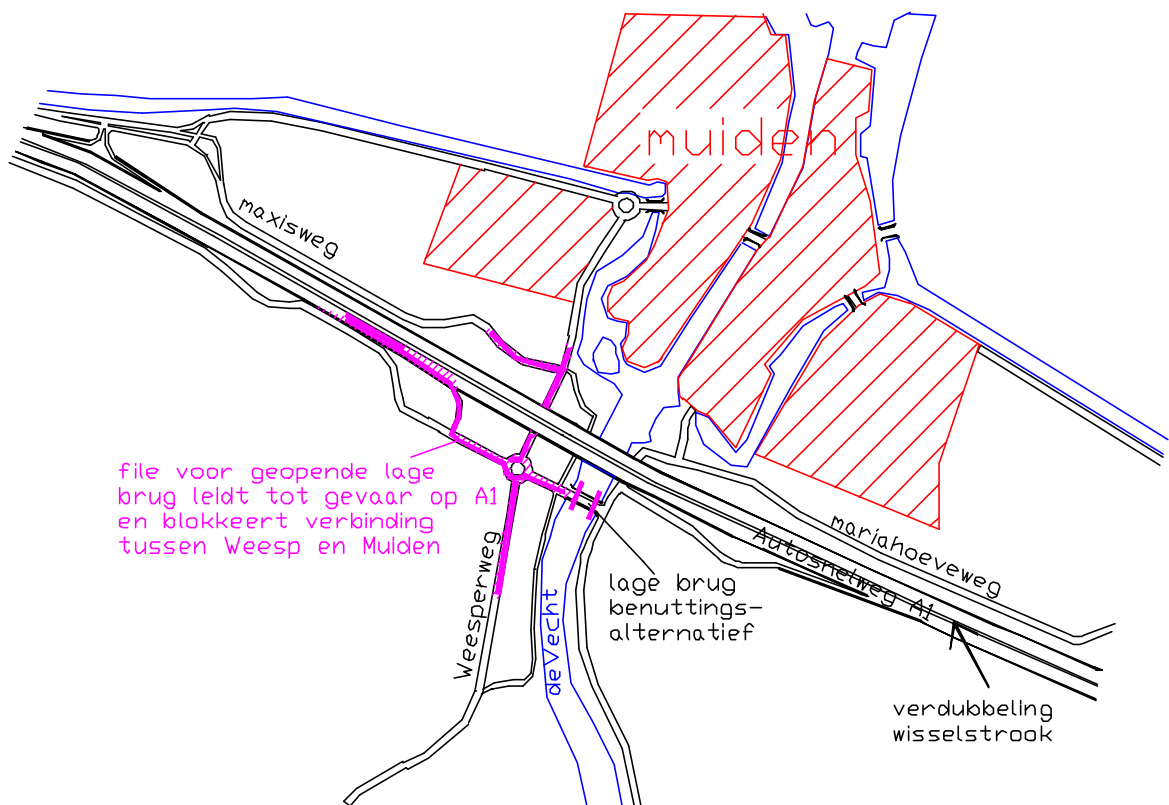 muiden
maxisweg
file voor geopende lage
brug leidt tot gevaar op A1
en blokkeert verbinding
tussen Weesp en Muiden
Weesperweg
de Vecht
lage brug
benuttings-
alternatief
Autosnelweg A1
mariahoeveweg
verdubbeling
wisselstrook